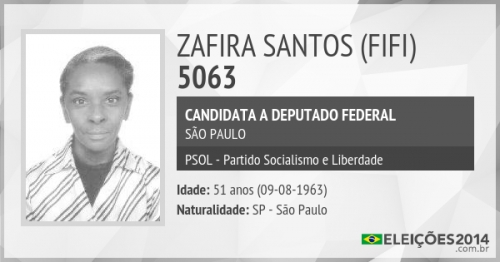 ZAFIRA SANTOS (FIFI)
5063
CANDIDATA A DEPUTADO FEDERAL
SÃO PAULO
PSOL - Partido Socialismo e Liberdade
Idade: 51 anos (09-08-1963)
Naturalidade: SP - São Paulo
ELEIÇÕES2014
.com.br